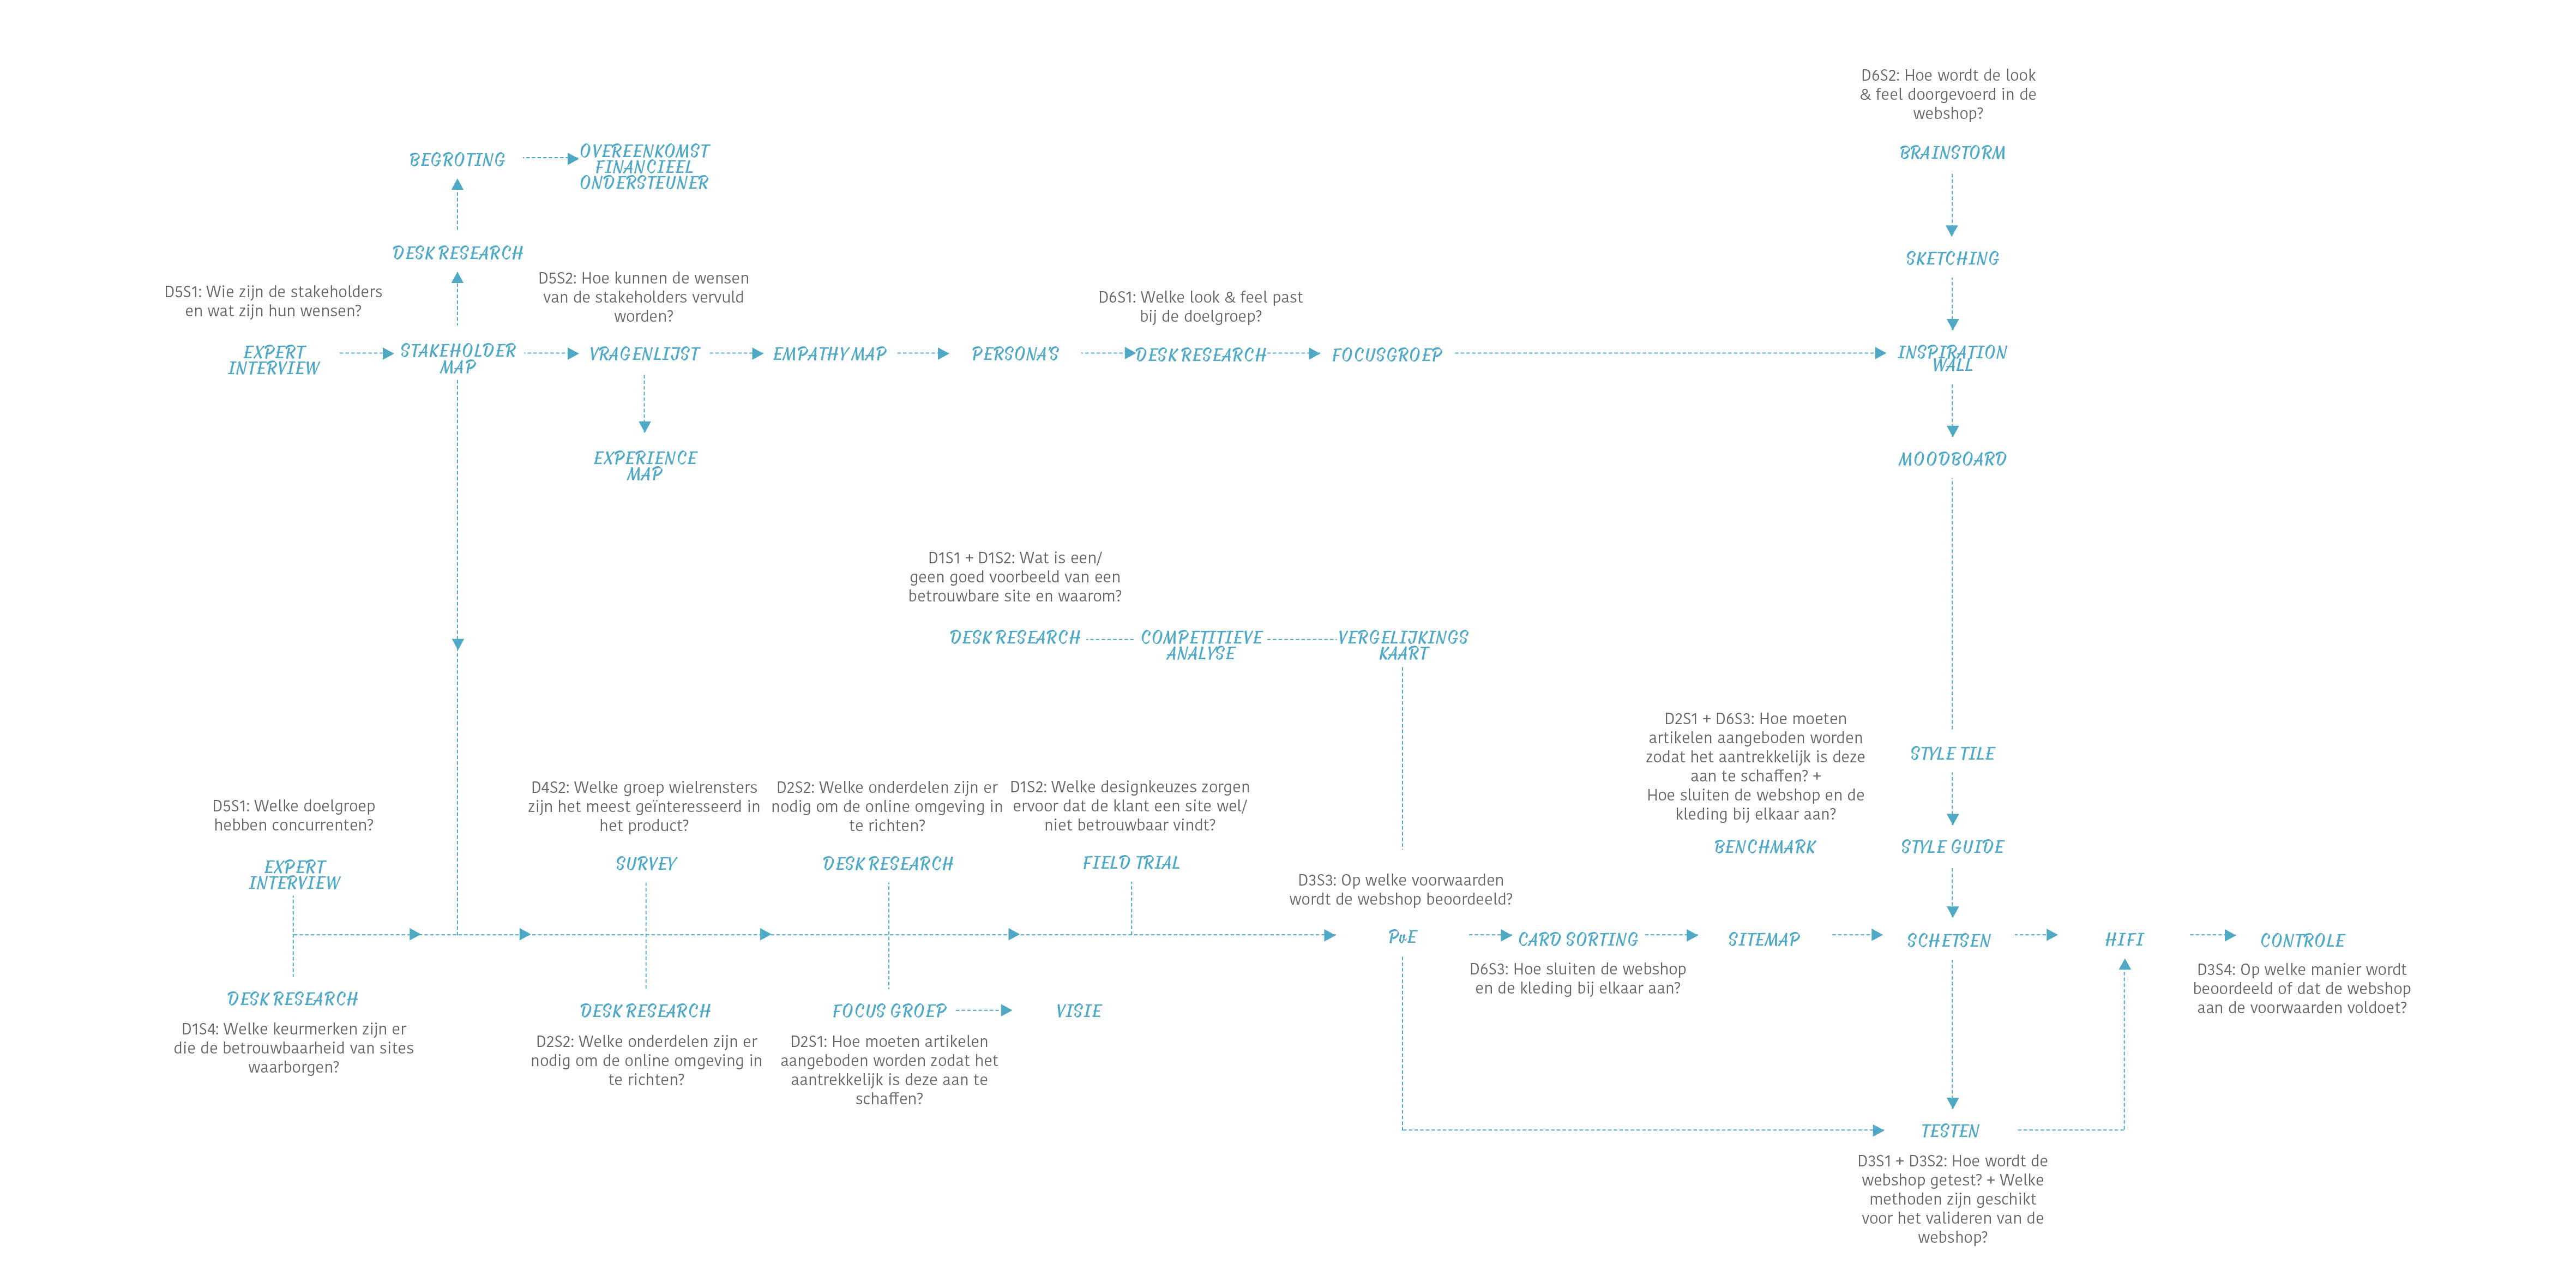 D6S2: Hoe wordt de look
& feel doorgevoerd in de
webshop?
BRAINSTORM
BEGROTING
OVEREENKOMST
FINANCIEEL
ONDERSTEUNER
DESK RESEARCH
SKETCHING
D5S1: Wie zijn de stakeholders
en wat zijn hun wensen?
D5S2: Hoe kunnen de wensen
van de stakeholders vervuld
worden?
D6S1: Welke look & feel past
bij de doelgroep?
EXPERT
INTERVIEW
STAKEHOLDER
MAP
VRAGENLIJST
EMPATHY MAP
PERSONA'S
DESK RESEARCH
FOCUSGROEP
INSPIRATION
WALL
EXPERIENCE
MAP
MOODBOARD
D1S1 + D1S2: Wat is een/
geen goed voorbeeld van een
betrouwbare site en waarom?
DESK RESEARCH
COMPETITIEVE
ANALYSE
VERGELIJKINGS
KAART
D2S1 + D6S3: Hoe moeten
artikelen aangeboden worden
zodat het aantrekkelijk is deze
aan te schaffen? +
Hoe sluiten de webshop en de
kleding bij elkaar aan?
BENCHMARK
STYLE TILE
STYLE GUIDE
D5S1: Welke doelgroep
hebben concurrenten?
EXPERT
INTERVIEW
D4S2: Welke groep wielrensters
zijn het meest geïnteresseerd in
het product?
SURVEY
D2S2: Welke onderdelen zijn er
nodig om de online omgeving in
te richten?
DESK RESEARCH
D1S2: Welke designkeuzes zorgen
ervoor dat de klant een site wel/
niet betrouwbaar vindt?
FIELD TRIAL
D3S3: Op welke voorwaarden
wordt de webshop beoordeeld?
PvE
CARD SORTING
SITEMAP
SCHETSEN
HIFI
CONTROLE
D6S3: Hoe sluiten de webshop
en de kleding bij elkaar aan?
D3S4: Op welke manier wordt
beoordeeld of dat de webshop
aan de voorwaarden voldoet?
DESK RESEARCH
D1S4: Welke keurmerken zijn er
die de betrouwbaarheid van sites
waarborgen?
DESK RESEARCH
D2S2: Welke onderdelen zijn er
nodig om de online omgeving in
te richten?
FOCUS GROEP
VISIE
D2S1: Hoe moeten artikelen
aangeboden worden zodat het
aantrekkelijk is deze aan te
schaffen?
TESTEN
D3S1 + D3S2: Hoe wordt de
webshop getest? + Welke
methoden zijn geschikt
voor het valideren van de
webshop?